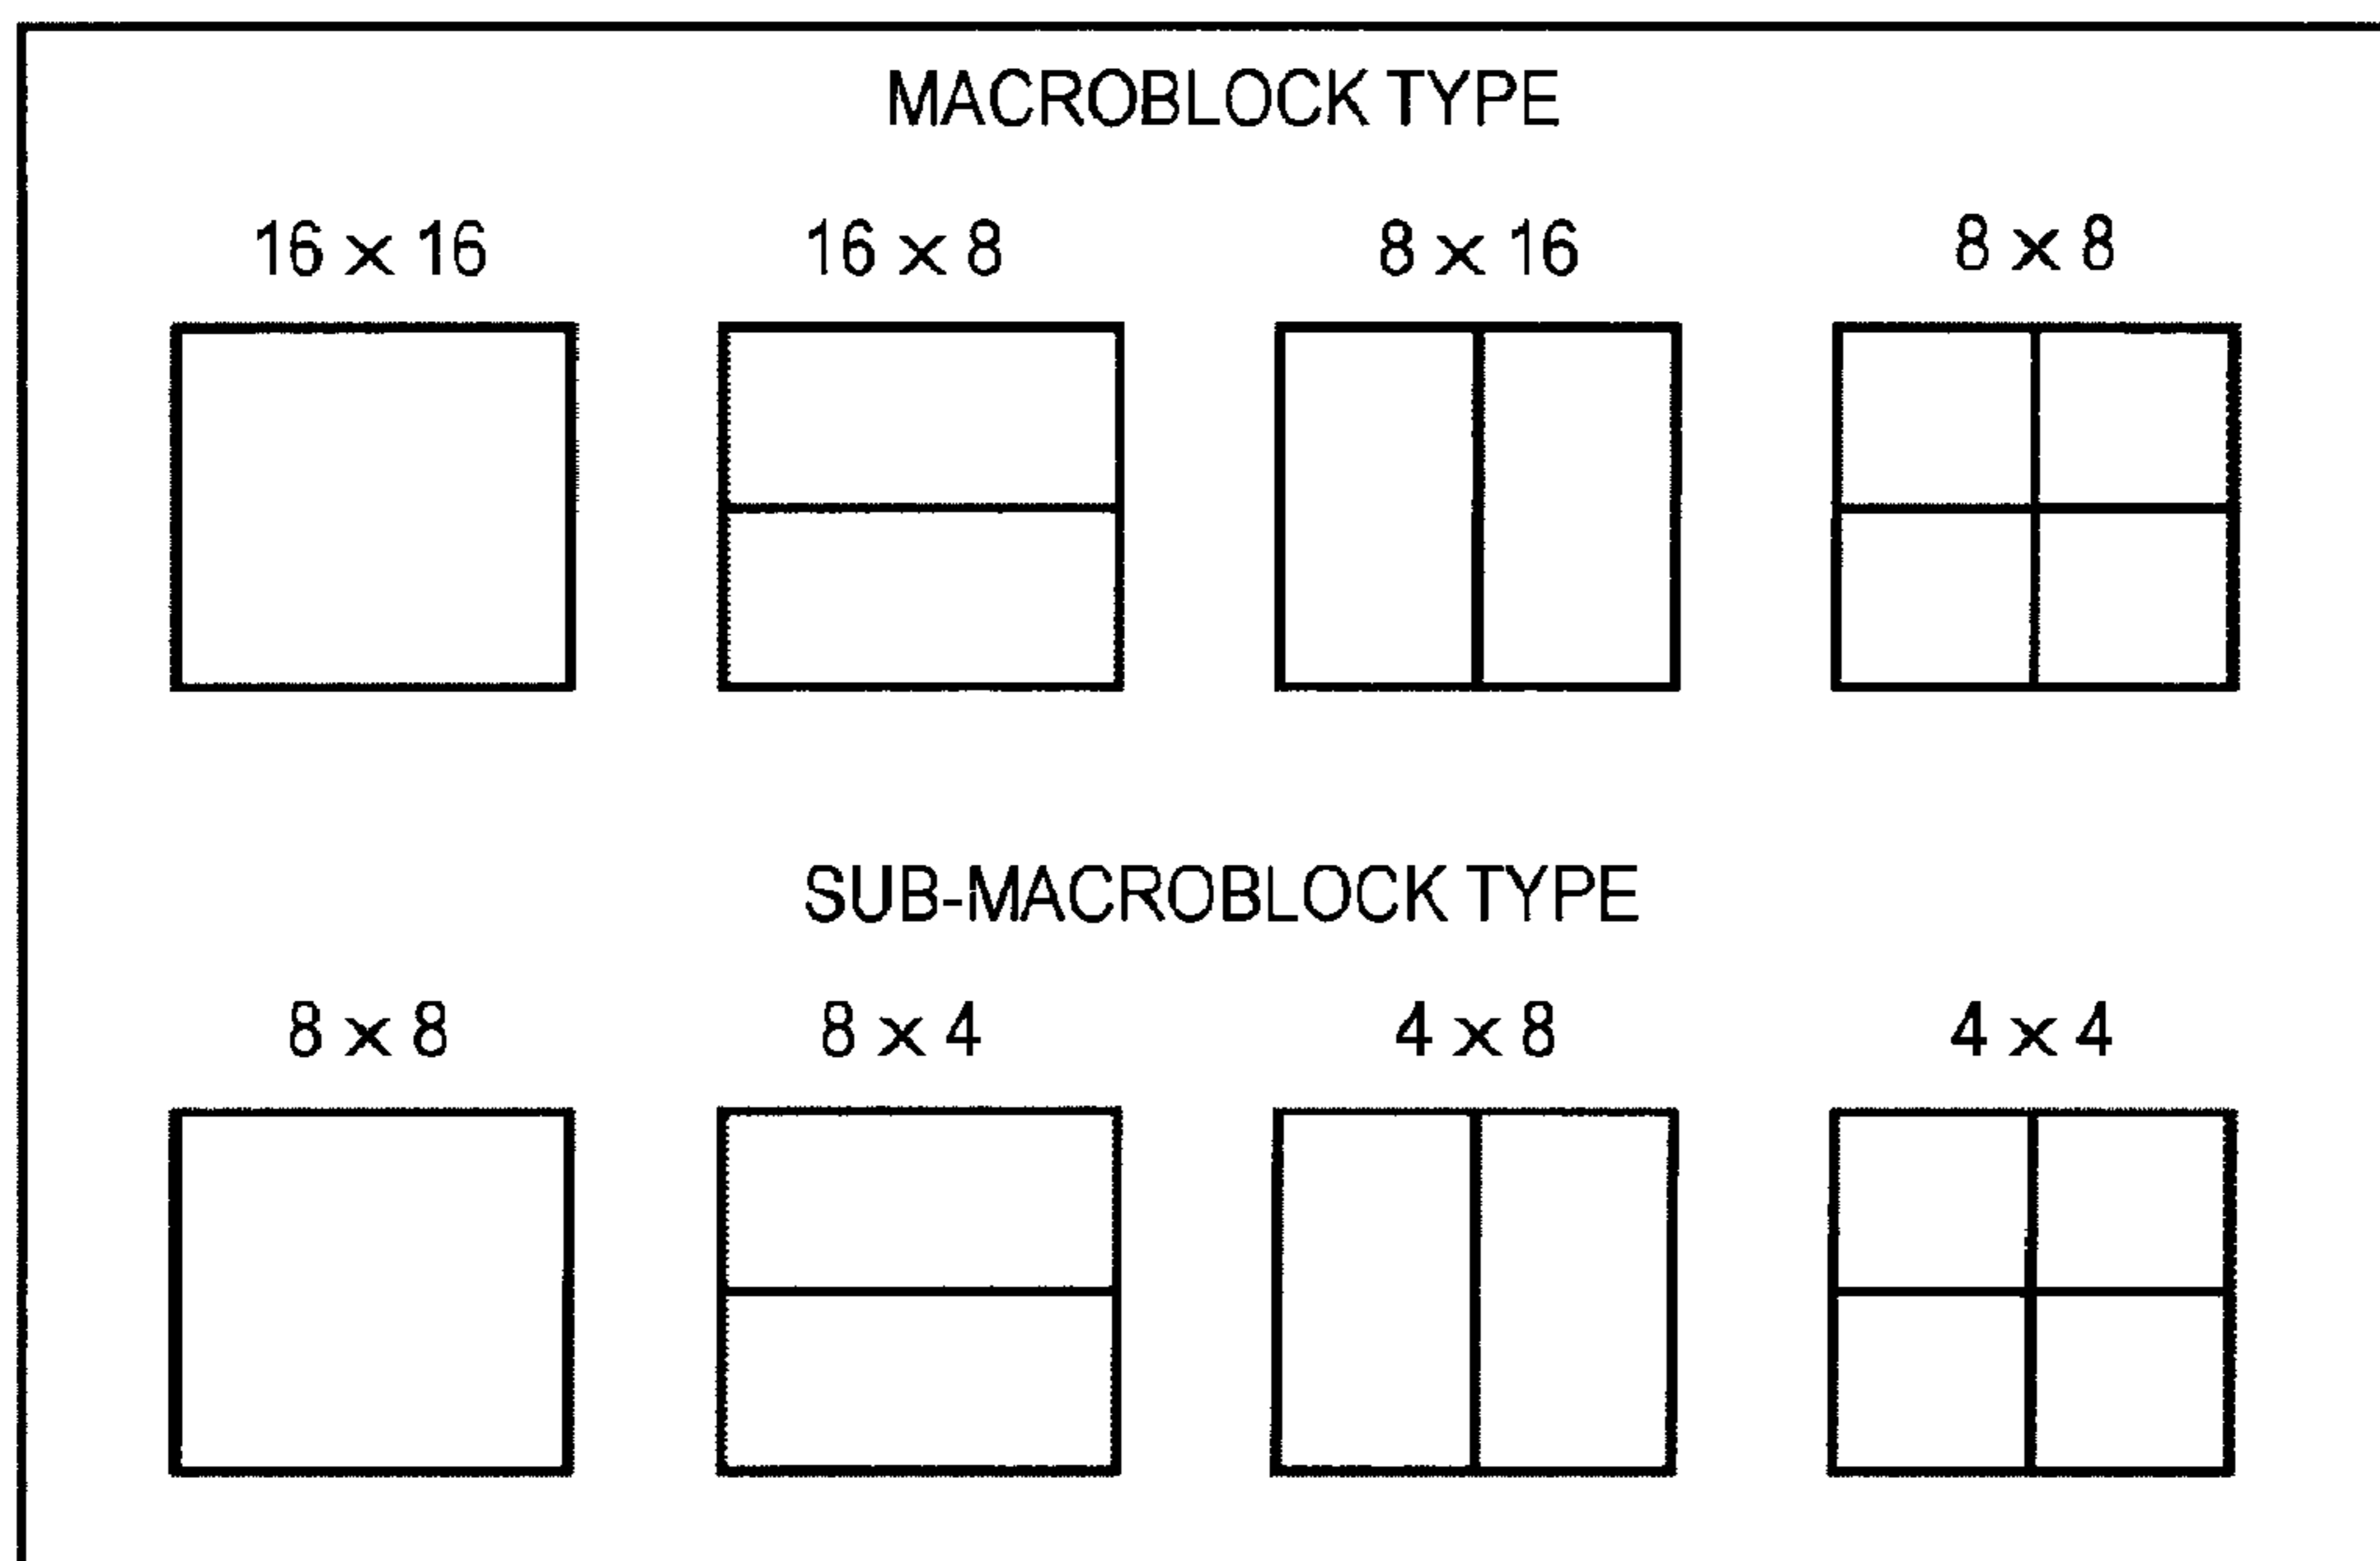 MACROBLOCK TYPE
16 x 16 16 x 8 8 x 16 8 x 8
SUB-MACROBLOCK TYPE
8 x 8 8 x 4 4 x 8 4 x 4